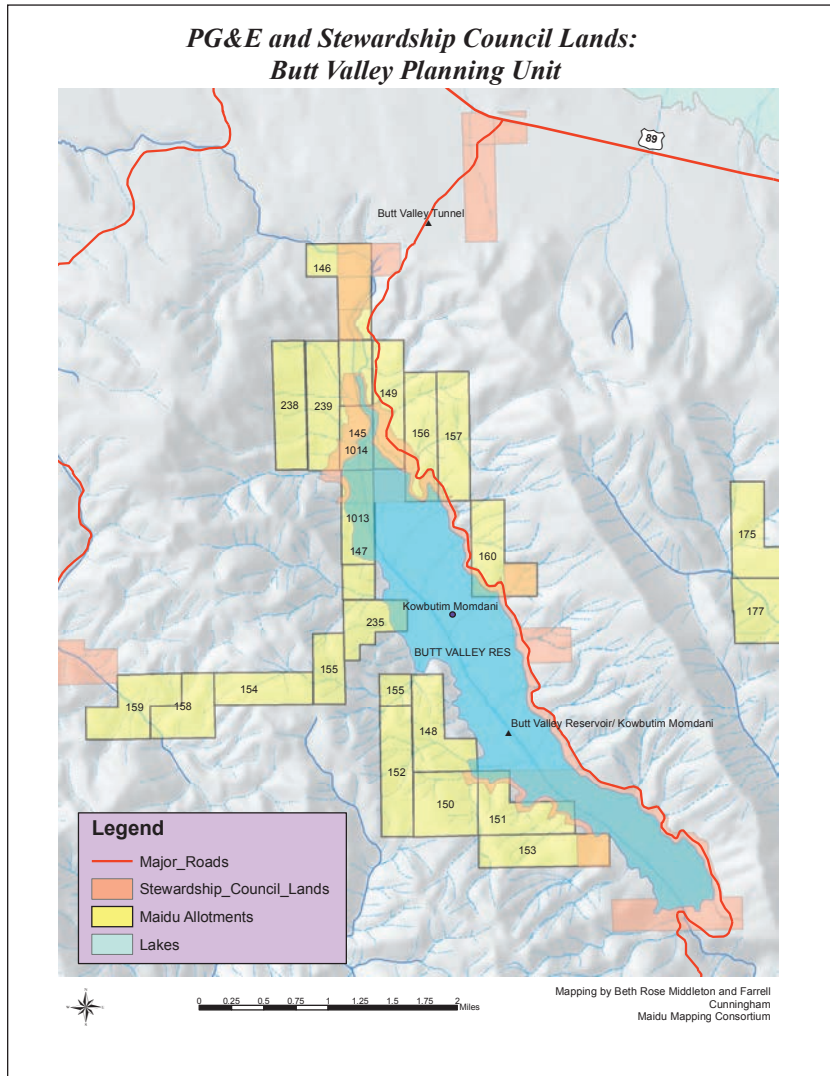 PG&E and Stewardship Council Lands:
Butt Valley Planning Unit
89
Butt Valley Tunnel
146
149
238
239
156
157
145
1014
1013
147
160
175
177
Kowbutim Momdani
235
BUTT VALLEY RES
155
159
158
154
155
148
Butt Valley Reservoir/ Kowbutim Momdani
152
150
151
153
Legend
Major_Roads
Stewardship_Council_Lands
Maidu Allotments
Lakes
0 0.25 0.5 0.75 1 1.25 1.5 1.75 2
Miles
Mapping by Beth Rose Middleton and Farrell
Cunningham
Maidu Mapping Consortium